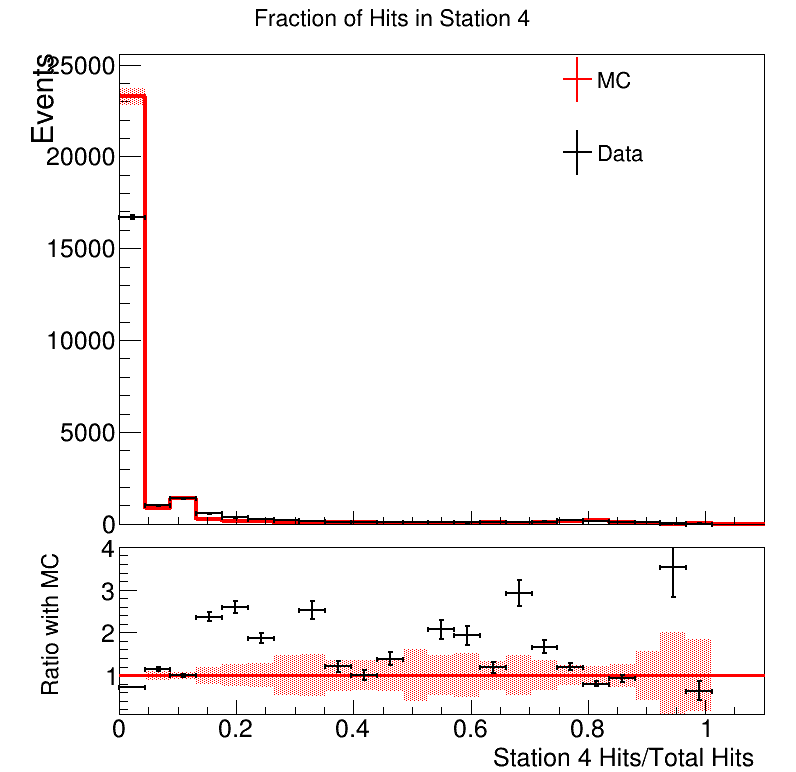 Fraction of Hits in Station 4
Events
25000
20000
15000
10000
5000
0
MC
Data
Ratio with MC
4
3
2
1
0 0.2 0.4 0.6 0.8 1
Station 4 Hits/Total Hits